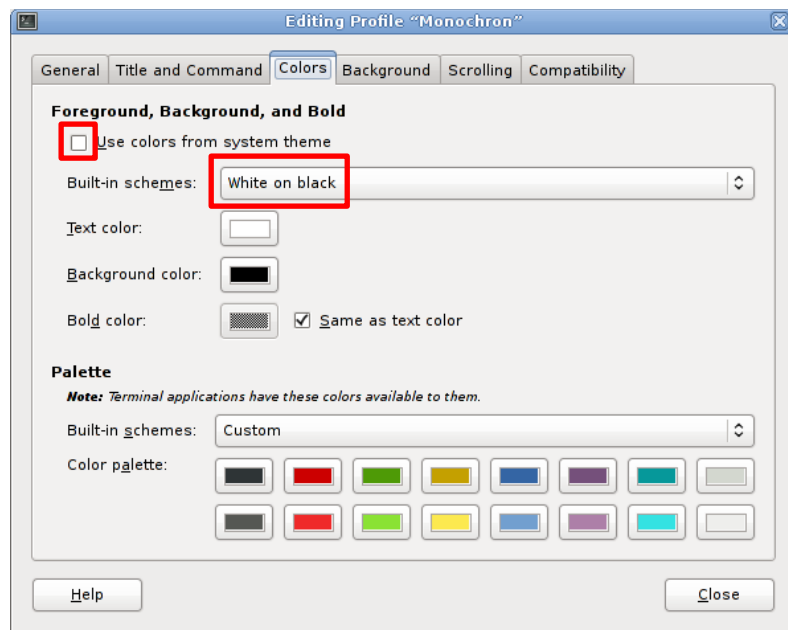 Editing Profile “Monochron”
General Title and Command Colors Background Scrolling Compatibility
Foreground, Background, and Bold
Use colors from system theme
Built-in schemes: White on black
Text color:
Background color:
Bold color: Same as text color
Palette
Note: Terminal applications have these colors available to them.
Built-in schemes: Custom
Color palette:
Help Close